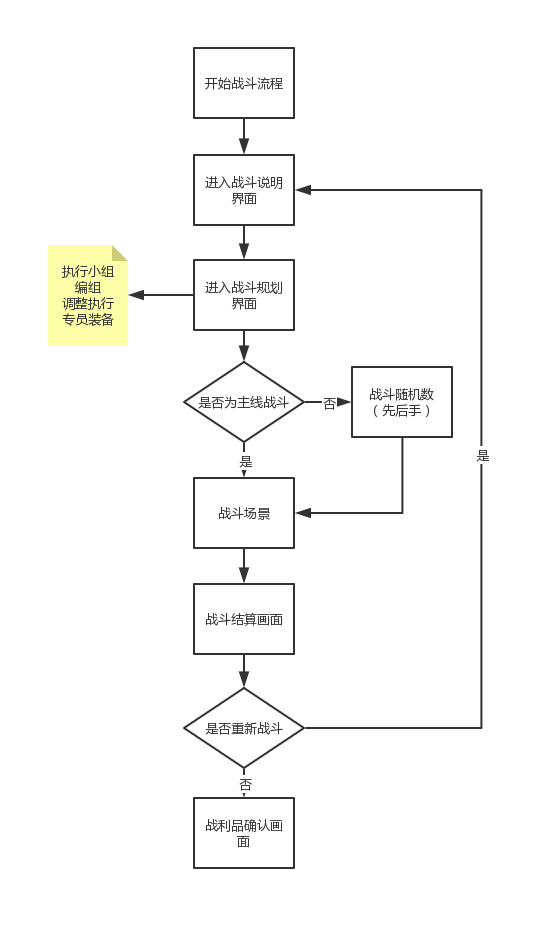 开始战斗流程
进入战斗说明
界面
执行小组
编组
调整执行
专员装备
进入战斗规划
界面
是否为主线战斗
否
战斗随机数
（先后手）
是
是
战斗场景
战斗结算画面
是否重新战斗
否
战利品确认画
面